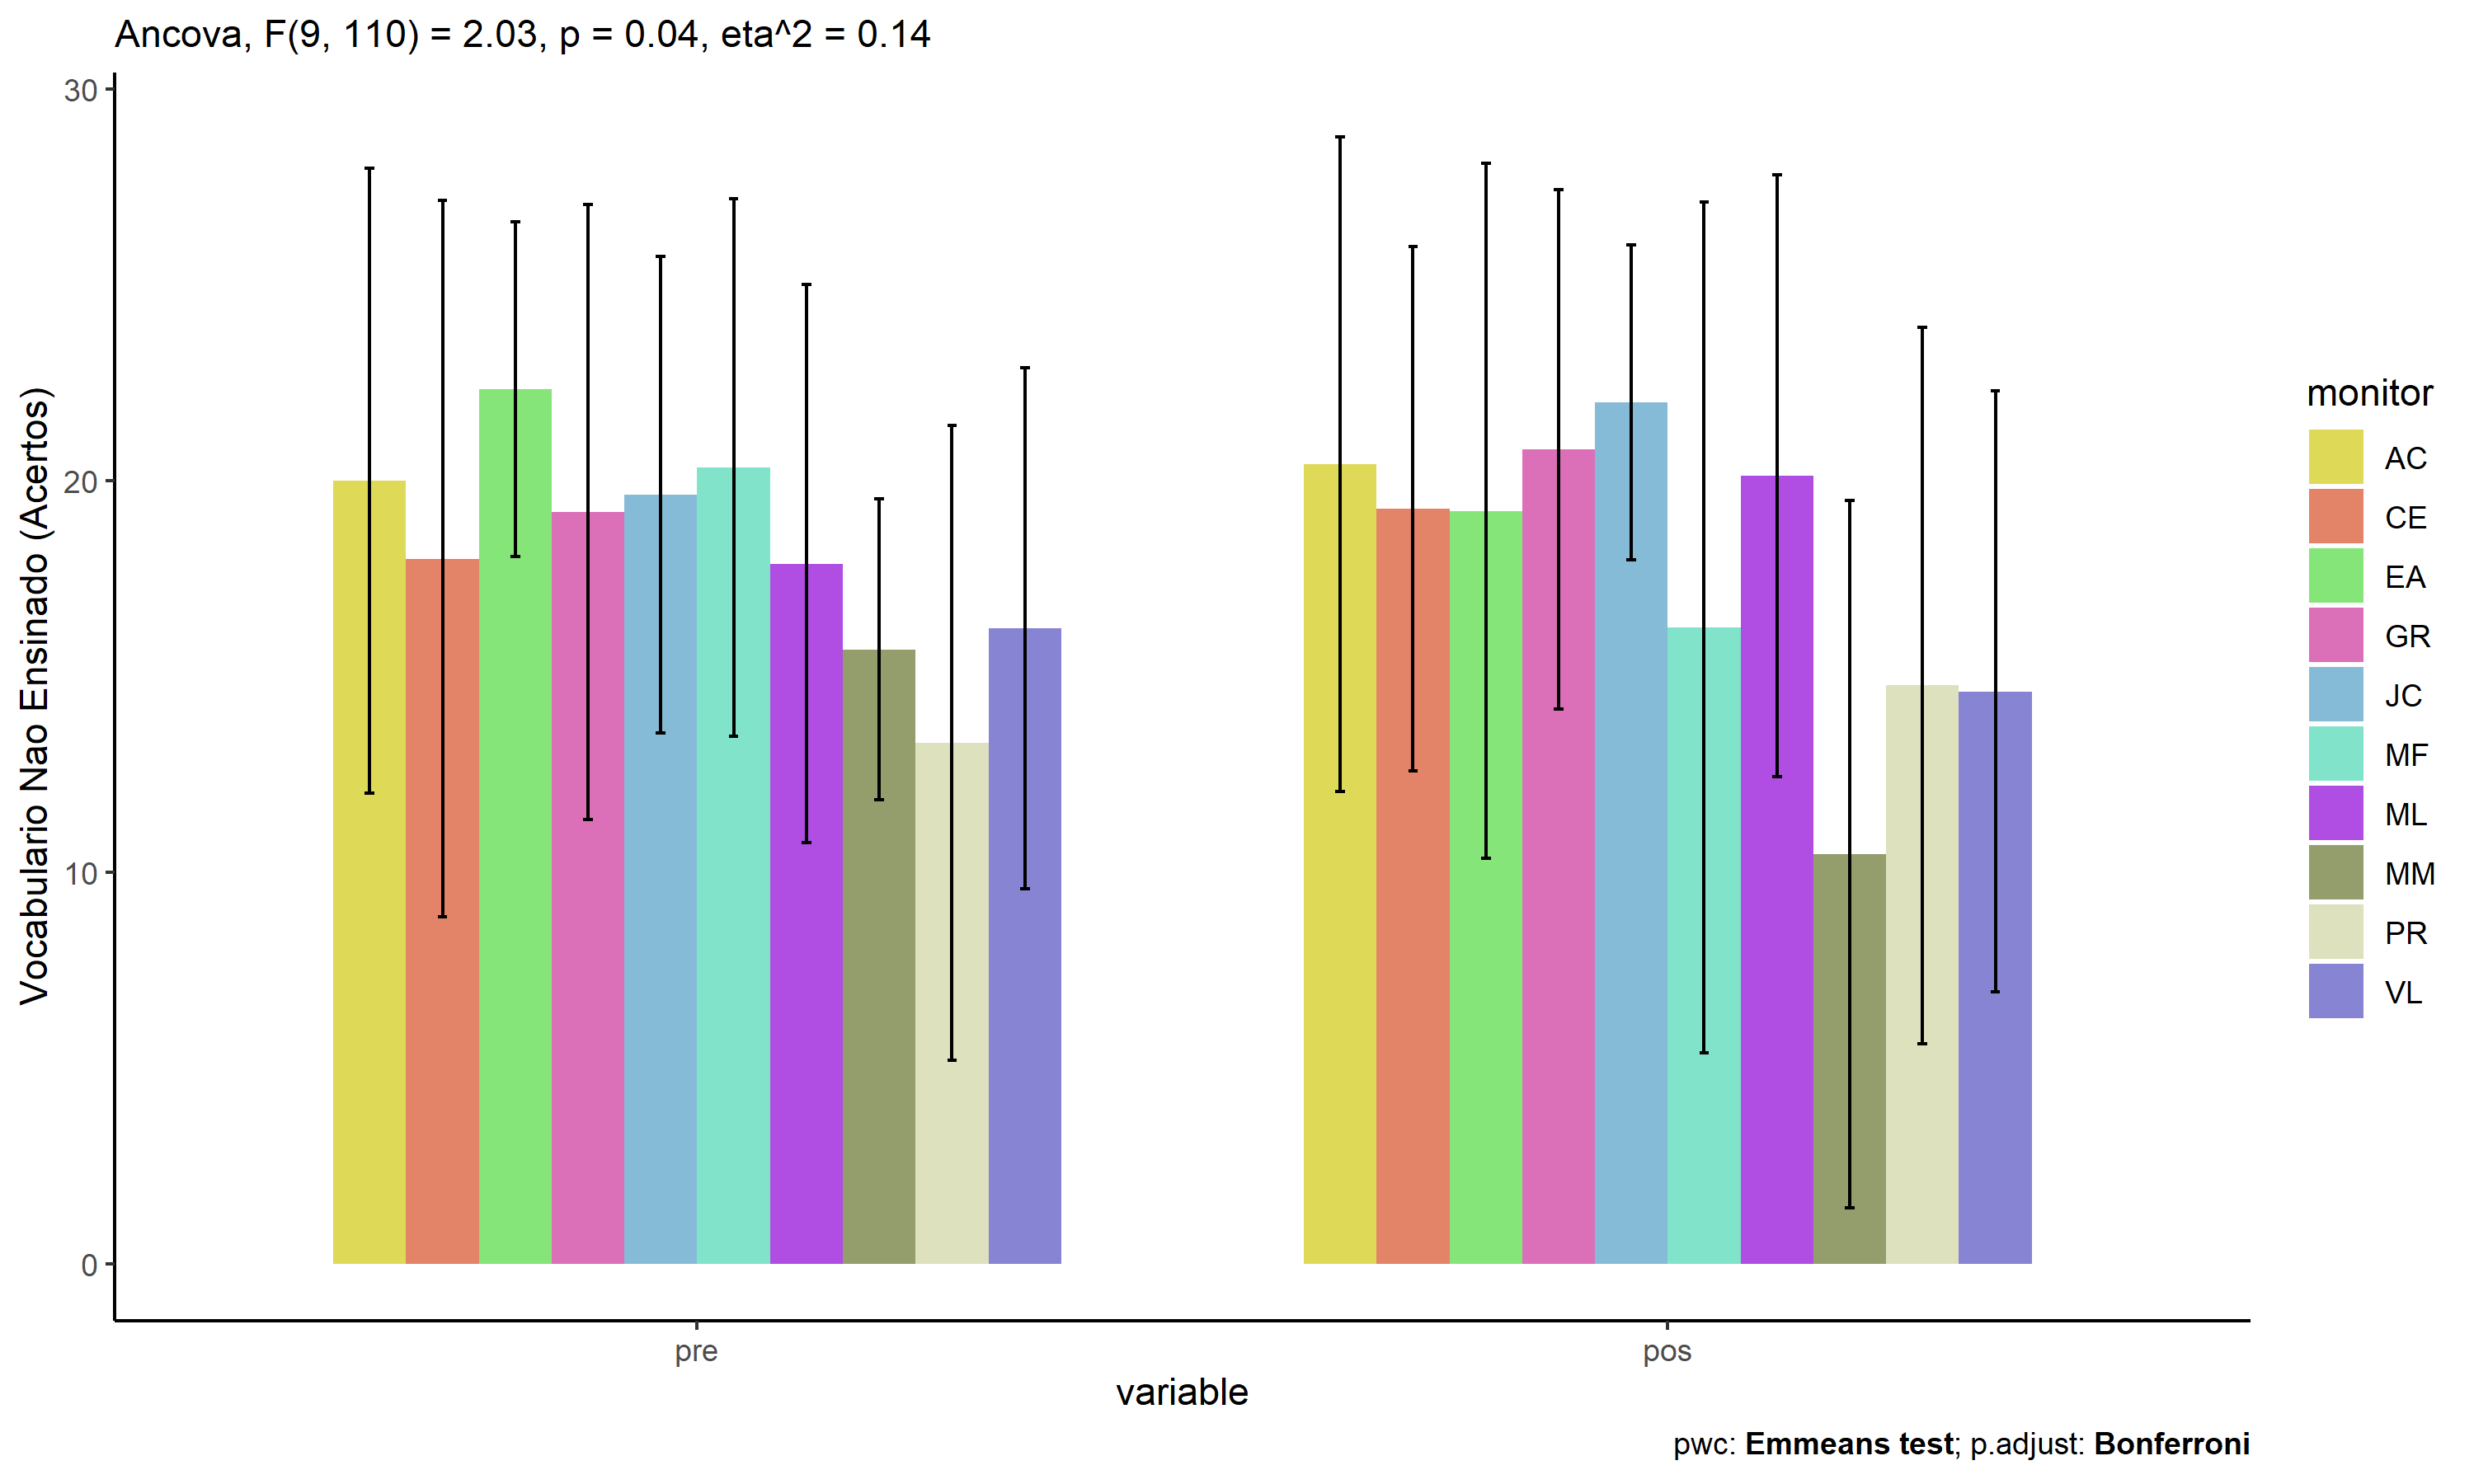 Ancova, F(9, 110) = 2.03, p = 0.04, eta^2 = 0.14
Vocabulario Nao Ensinado (Acertos)
30
20
10
0
pre
pos
variable
monitor
AC
CE
EA
GR
JC
MF
ML
MM
PR
VL
pwc: Emmeans test; p.adjust: Bonferroni